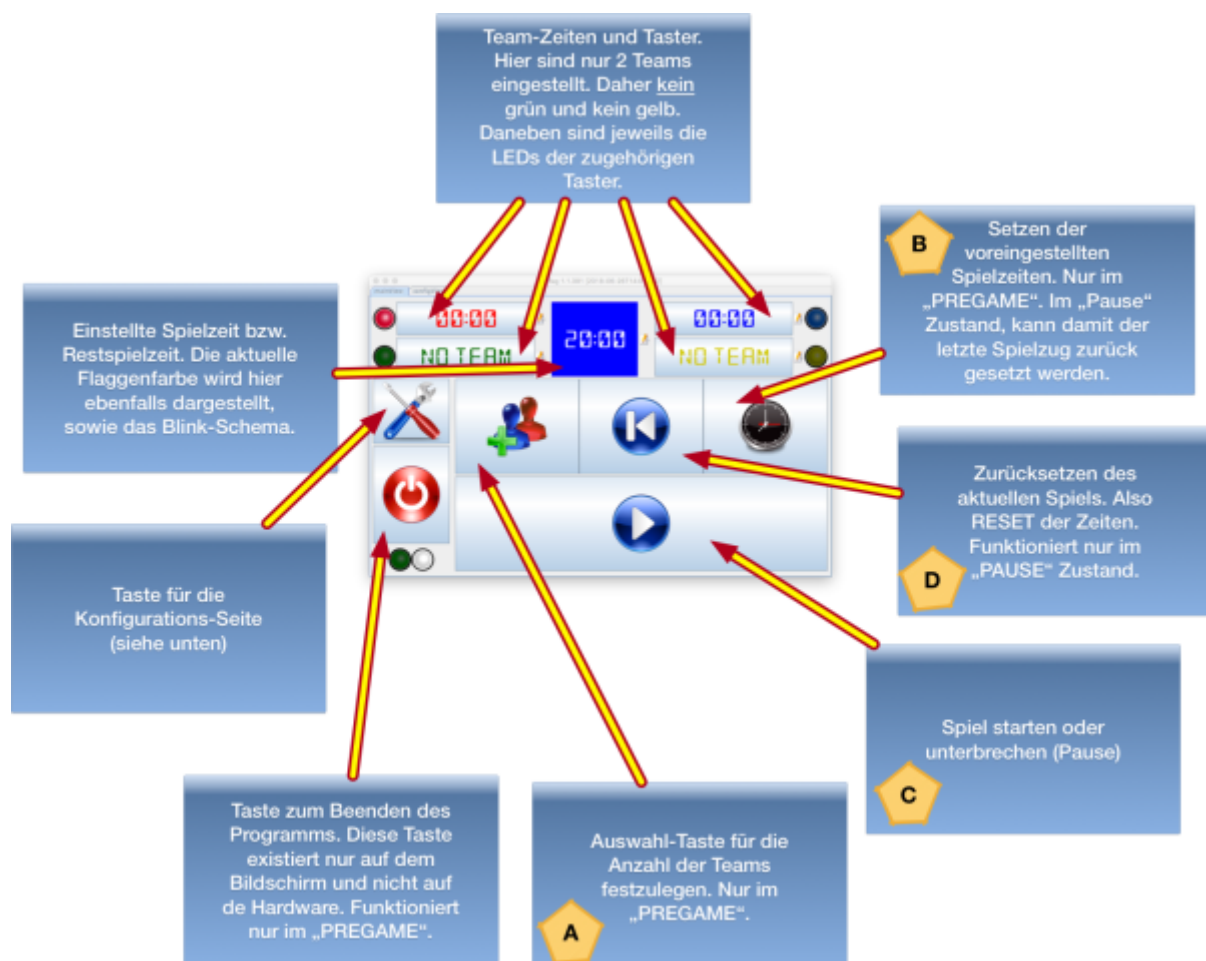 Team-Zeiten und Taster.
Hier sind nur 2 Teams
eingestellt. Daher kein
grün und kein gelb.
Daneben sind jeweils die
LEDs der zugehörigen
Taster.
B
Setzen der
voreingestellten
Spielzeiten. Nur im
„PREGAME“. Im „Pause“
Zustand, kann damit der
letzte Spielzug zurück
gesetzt werden.
Einstellte Spielzeit bzw.
Restspielzeit. Die aktuelle
Flaggenfarbe wird hier
ebenfalls dargestellt,
sowie das Blink-Schema.
00:00
20:00
00:00
NO TEAM
NO TEAM
Zurücksetzen des
aktuellen Spiels. Also
RESET der Zeiten.
Funktioniert nur im
„PAUSE“ Zustand.
D
Taste für die
Konfigurations-Seite
(siehe unten)
Spiel starten oder
unterbrechen (Pause)
C
Taste zum Beenden des
Programms. Diese Taste
existiert nur auf dem
Bildschirm und nicht auf
de Hardware. Funktioniert
nur im „PREGAME“.
Auswahl-Taste für die
Anzahl der Teams
festzulegen. Nur im
„PREGAME“.
A